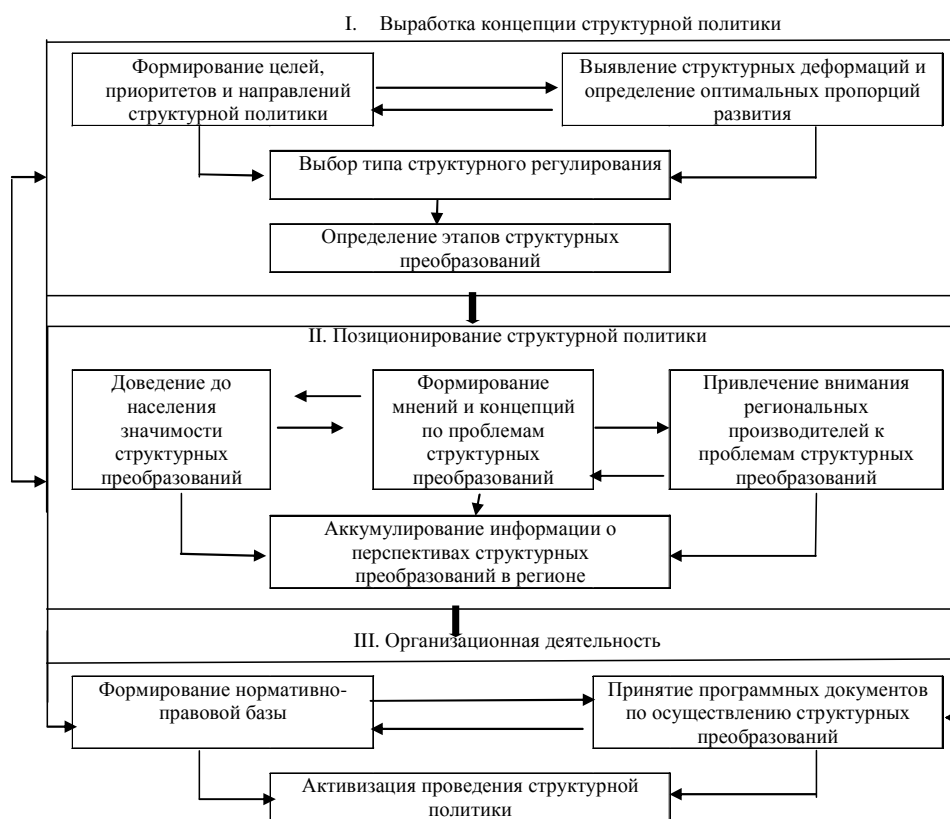 I. Выработка концепции структурной политики
Формирование целей,
приоритетов и направлений
структурной политики
Выявление структурных деформаций и
определение оптимальных пропорций
развития
Выбор типа структурного регулирования
Определение этапов структурных
преобразований
II. Позиционирование структурной политики
Доведение до
населения
значимости
структурных
преобразований
Формирование
мнений и концепций
по проблемам
структурных
преобразований
Привлечение внимания
региональных
производителей к
проблемам структурных
преобразований
Аккумулирование информации о
перспективах структурных
преобразований в регионе
III. Организационная деятельность
Формирование нормативно-
правовой базы
Принятие программных документов
по осуществлению структурных
преобразований
Активизация проведения структурной
политики